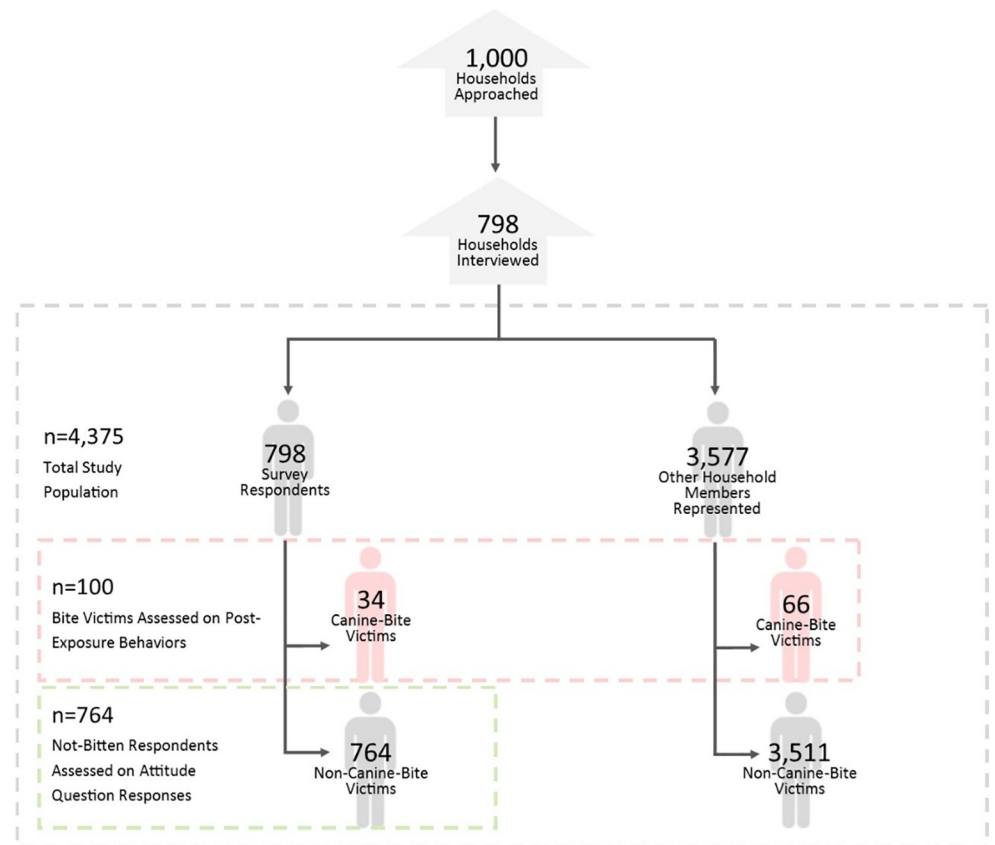 1,000
Households
Approached
798
Households
Interviewed
n=4,375
Total Study
Population
798
Survey
Respondents
3,577
Other Household
Members
Represented
n=100
Bite Victims Assessed on Post-
Exposure Behaviors
34
Canine-Bite
Victims
66
Canine-Bite
Victims
n=764
Not-Bitten Respondents
Assessed on Attitude
Question Responses
764
Non-Canine-Bite
Victims
3,511
Non-Canine-Bite
Victims